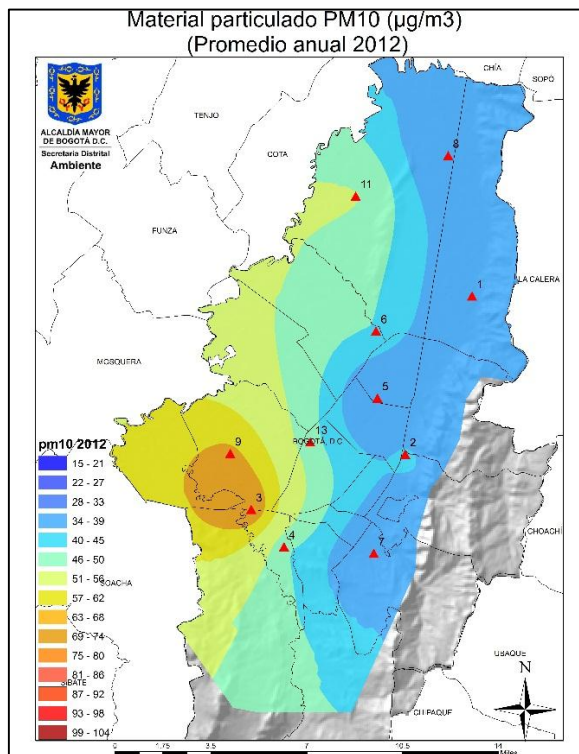 Material particulado PM10 (µg/m3)
(Promedio anual 2012)
ALCALDÍA MAYOR
DE BOGOTÁ D.C.
Secretaría Distrital
Ambiente
CHÍA
SOPÓ
TENJO
COTA
8
11
FUNZA
1
LA CALERA
6
MOSQUERA
5
13
BOGOTÁ, D.C.
2
9
3
4
7
CHOACHÍ
SOACHA
UBAQUE
SIBATÉ
CHIPAQUE
N
pm10 2012
15 - 21
22 - 27
28 - 33
34 - 39
40 - 45
46 - 50
51 - 56
57 - 62
63 - 68
69 - 74
75 - 80
81 - 86
87 - 92
93 - 98
99 - 104
0 1.75 3.5 7 10.5 14
Miles